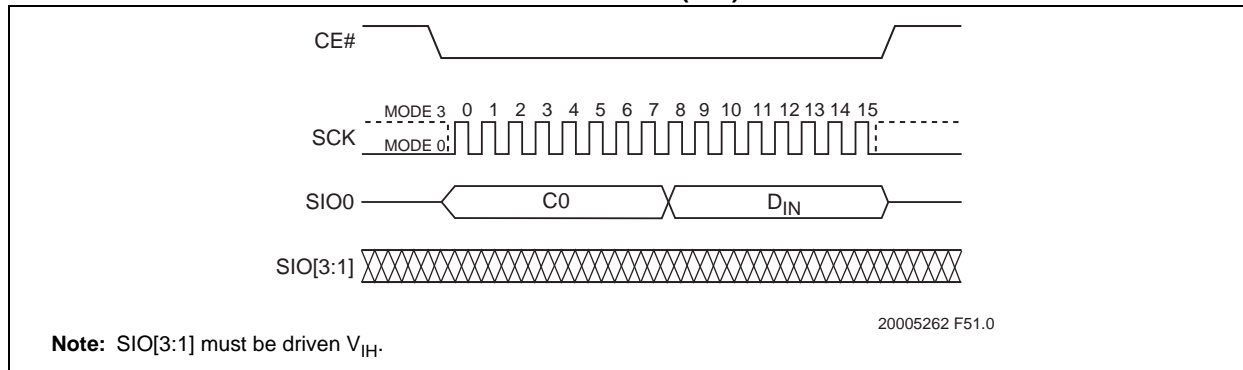 CE#
MODE 3 0 1 2 3 4 5 6 7 8 9 10 11 12 13 14 15
SCK
MODE 0
SIO0 C0 DIN
SIO[3:1]
20005262 F51.0
Note: SIO[3:1] must be driven VIH.